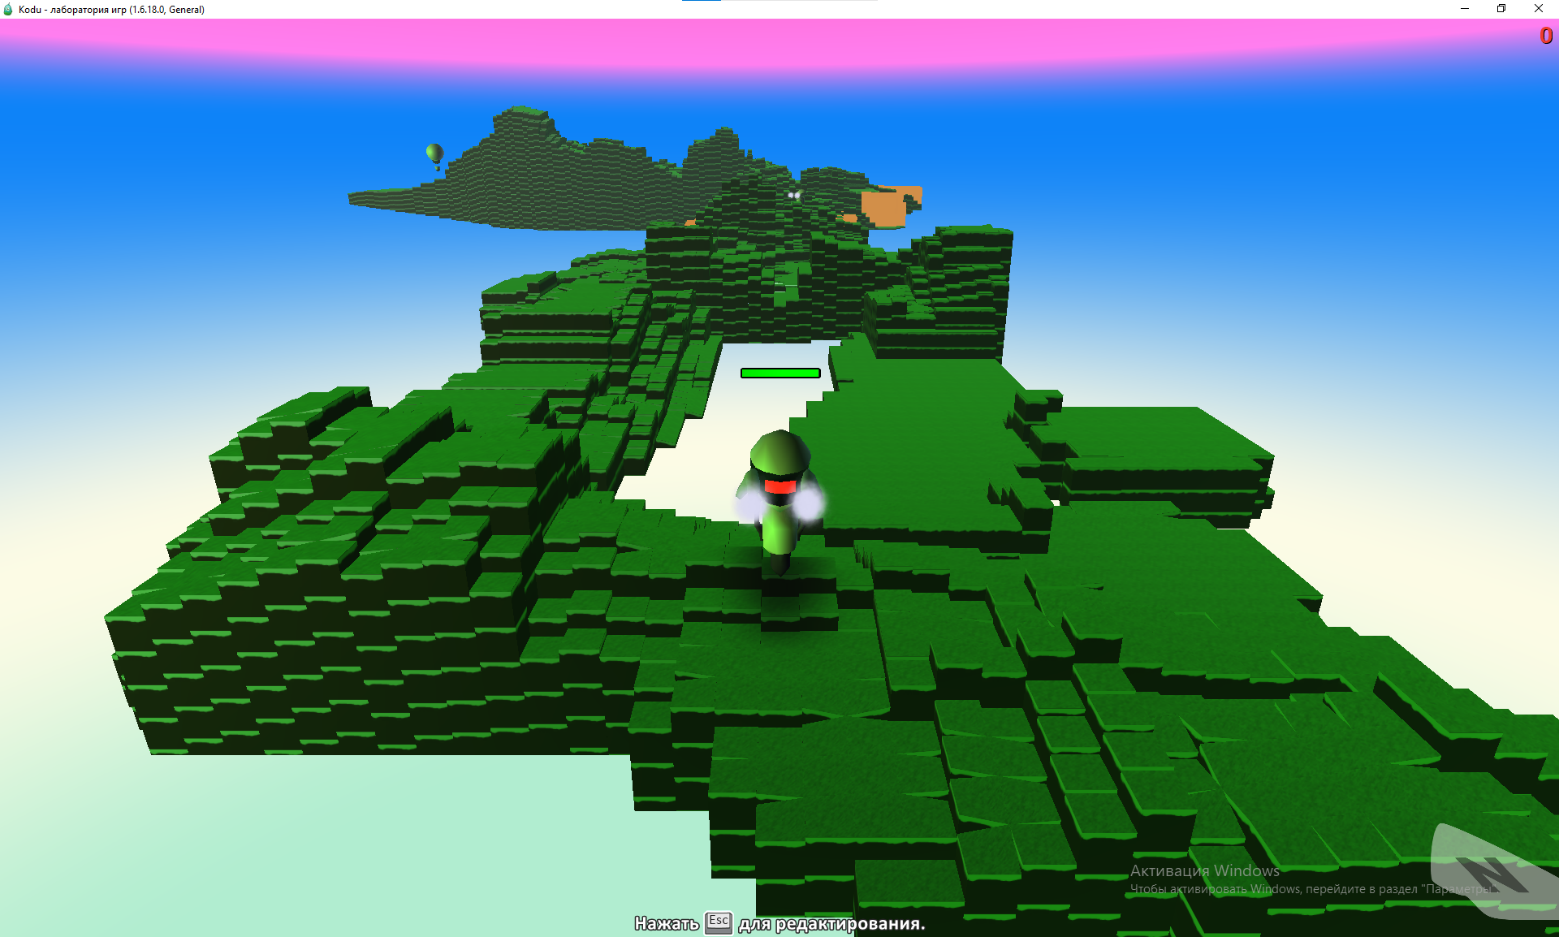 Kodu - лаборатория игр (1.6.18.0, General)
0
Активация Windows
Чтобы активировать Windows, перейдите в раздел "Параметры...
Нажать Esc для редактирования.